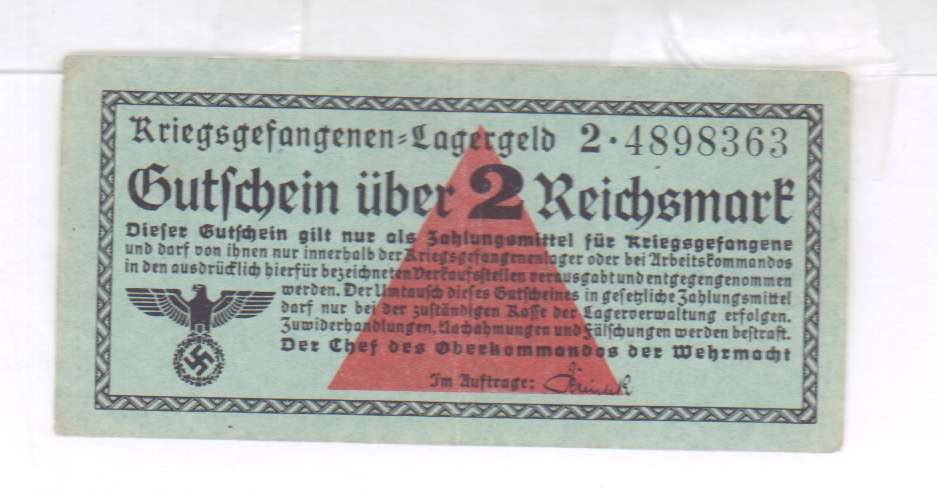 Kriegsgefangenen-Lagergeld 2·4898363
Gutschein über 2 Reichsmark
Dieser Gutschein gilt nur als Zahlungsmittel für Kriegsgefangene
und darf von ihnen nur innerhalb der Kriegsgefangenenlager oder bei Arbeitskommandos
in den ausdrücklich hierfür bezeichneten Verkaufsstellen verausgabt und entgegengenommen
werden. Der Umtausch dieses Gutscheines in gesetzliche Zahlungsmittel
darf nur bei der zuständigen Kasse der Lagerverwaltung erfolgen.
Zuwiderhandlungen, Nachahmungen und Fälschungen werden bestraft.
Der Chef des Oberkommandos der Wehrmacht
Im Auftrage: